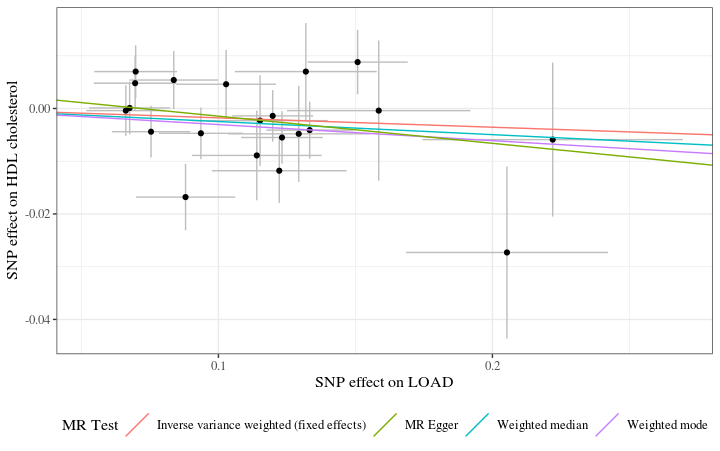 SNP effect on HDL cholesterol
0.00
-0.02
-0.04
0.1
0.2
SNP effect on LOAD
MR Test
Inverse variance weighted (fixed effects)
MR Egger
Weighted median
Weighted mode